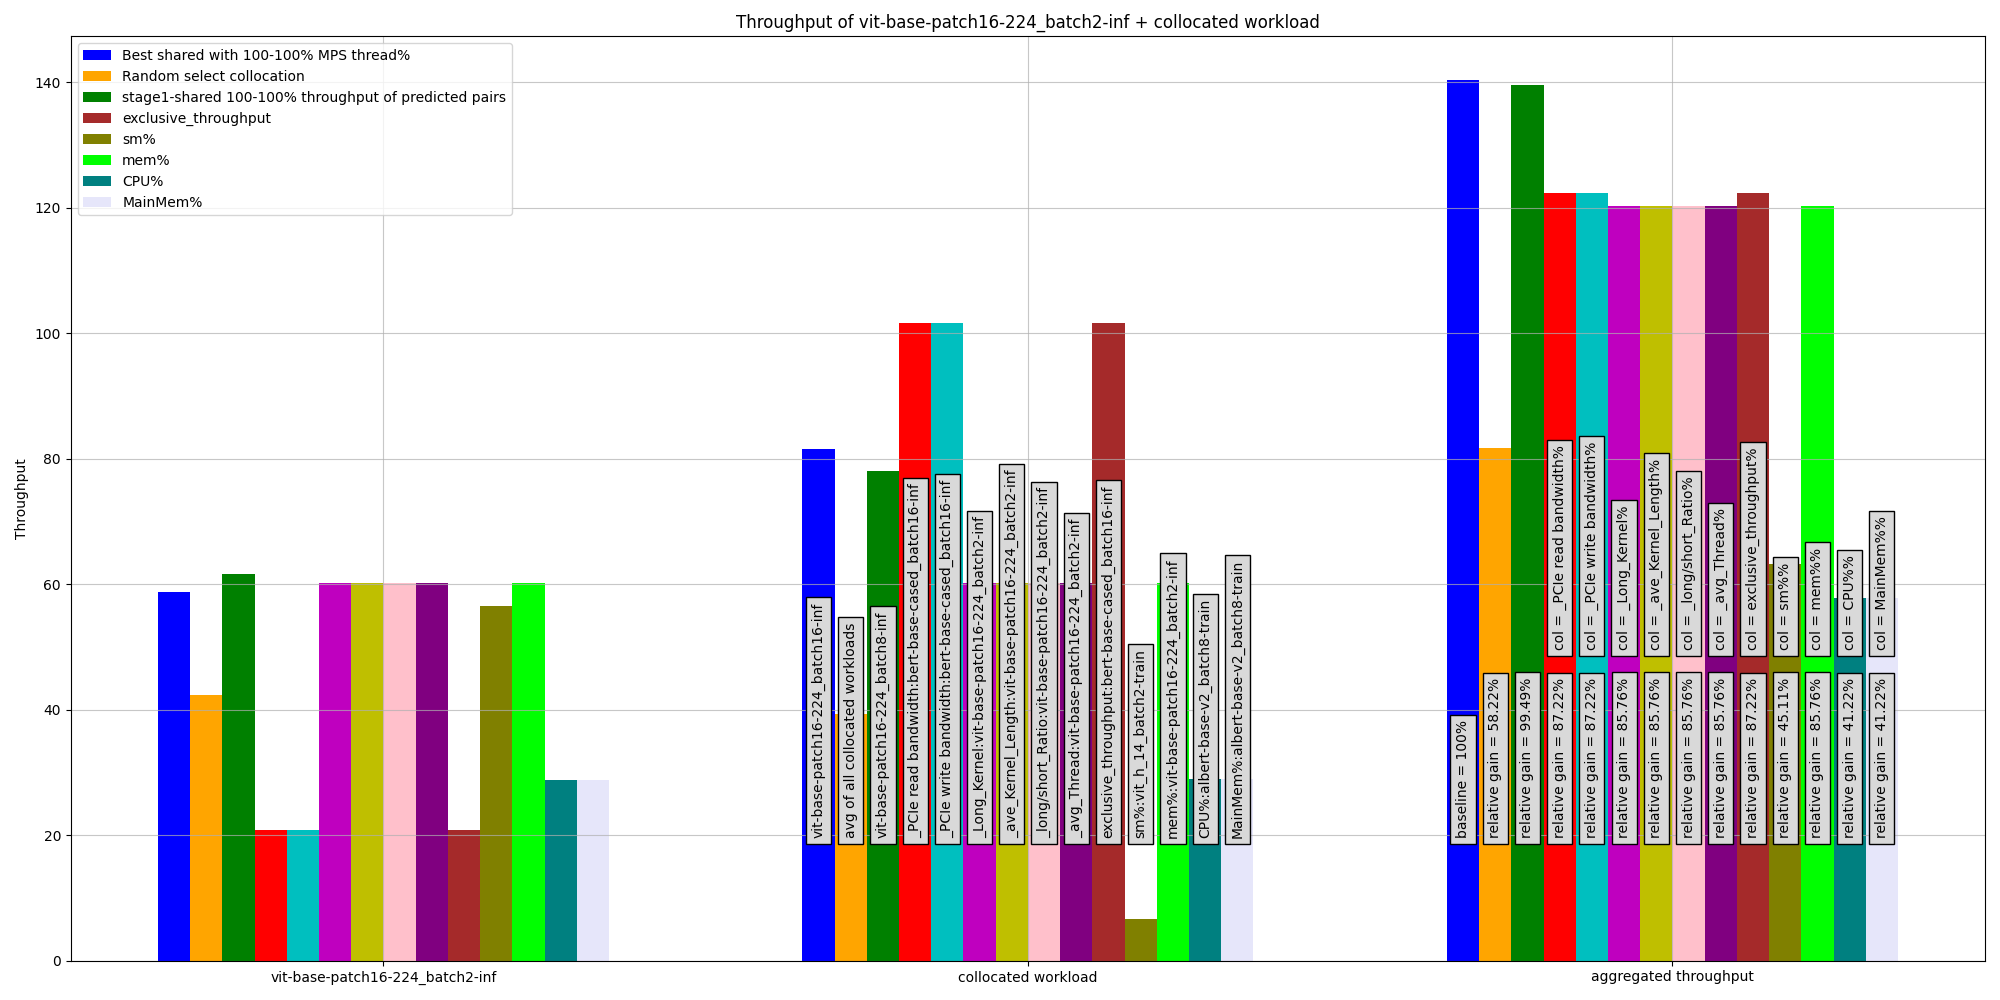 Throughput of vit-base-patch16-224_batch2-inf + collocated workload
Best shared with 100-100% MPS thread%
Random select collocation
stage1-shared 100-100% throughput of predicted pairs
exclusive_throughput
sm%
mem%
CPU%
MainMem%
Throughput
140
120
100
80
60
40
20
0
vit-base-patch16-224_batch16-inf
avg of all collocated workloads
vit-base-patch16-224_batch8-inf
_PCIe read bandwidth:bert-base-cased_batch16-inf
_PCIe write bandwidth:bert-base-cased_batch16-inf
_Long_Kernel:vit-base-patch16-224_batch2-inf
_ave_Kernel_Length:vit-base-patch16-224_batch2-inf
_long/short_Ratio:vit-base-patch16-224_batch2-inf
_avg_Thread:vit-base-patch16-224_batch2-inf
exclusive_throughput:bert-base-cased_batch16-inf
sm%:vit_h_14_batch2-train
mem%:vit-base-patch16-224_batch2-inf
CPU%:albert-base-v2_batch8-train
MainMem%:albert-base-v2_batch8-train
col = _PCIe read bandwidth%
col = _PCIe write bandwidth%
col = _Long_Kernel%
col = _ave_Kernel_Length%
col = _long/short_Ratio%
col = _avg_Thread%
col = exclusive_throughput%
col = sm%%
col = mem%%
col = CPU%%
col = MainMem%%
baseline = 100%
relative gain = 58.22%
relative gain = 99.49%
relative gain = 87.22%
relative gain = 87.22%
relative gain = 85.76%
relative gain = 85.76%
relative gain = 85.76%
relative gain = 85.76%
relative gain = 87.22%
relative gain = 45.11%
relative gain = 85.76%
relative gain = 41.22%
relative gain = 41.22%
vit-base-patch16-224_batch2-inf
collocated workload
aggregated throughput